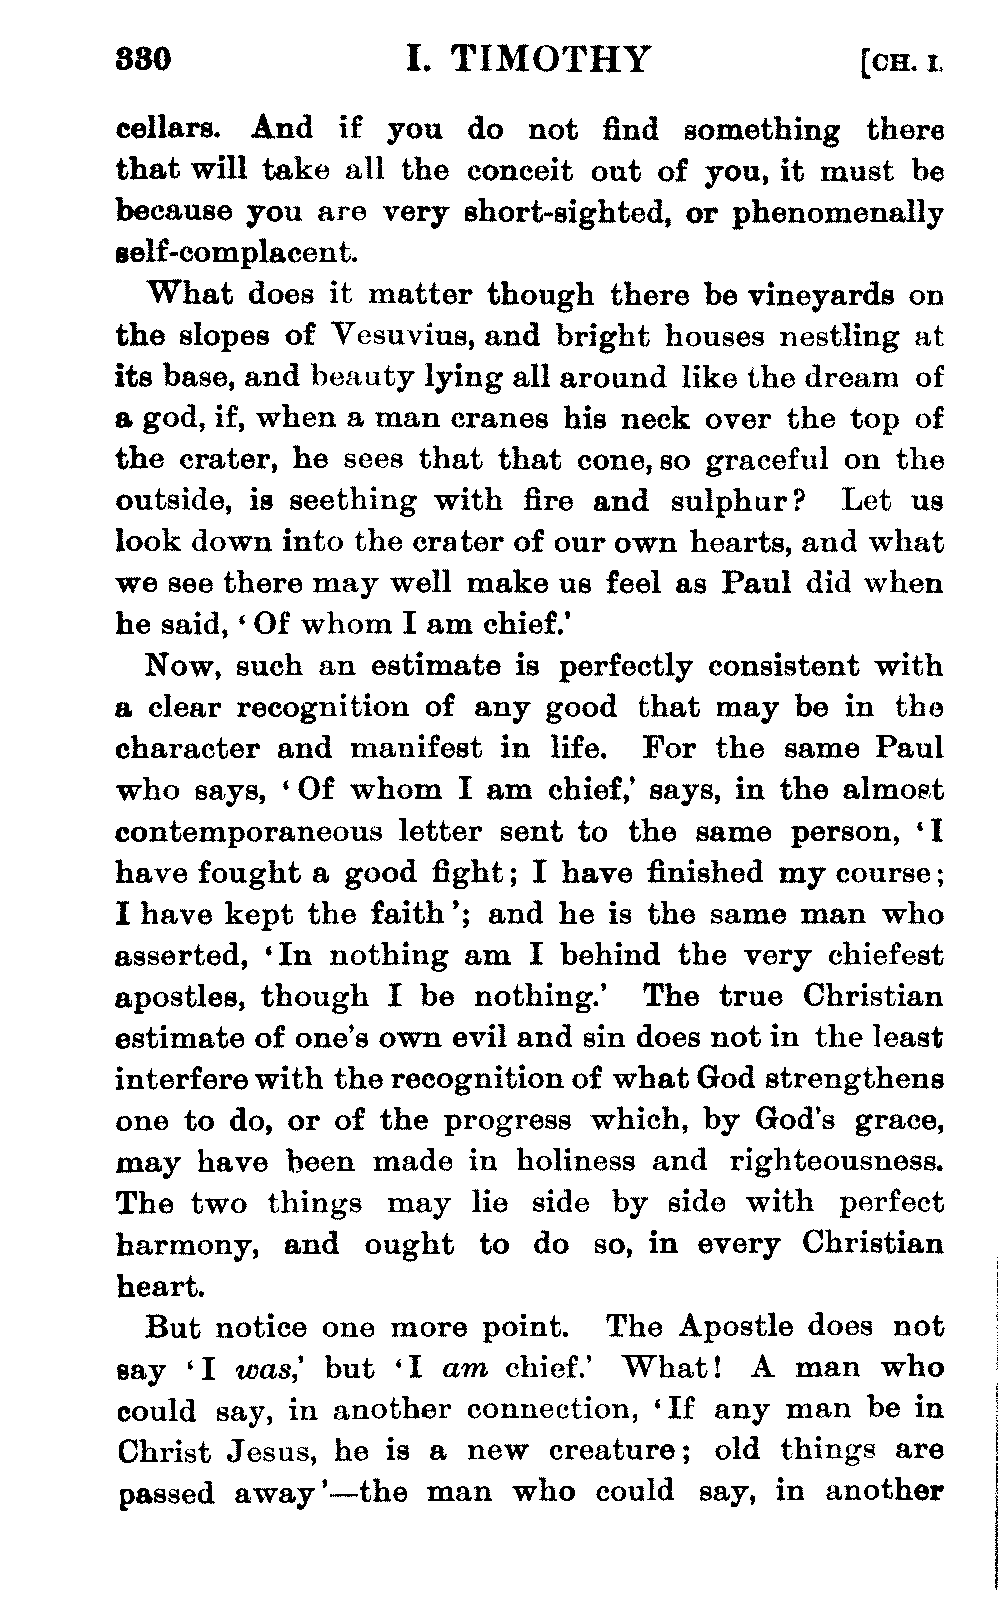 330 I. TIMOTHY [CH. I.
cellars. And if you do not find something there
that will take all the conceit out of you, it must be
because you are very short-sighted, or phenomenally
self-complacent.
What does it matter though there be vineyards on
the slopes of Vesuvius, and bright houses nestling at
its base, and beauty lying all around like the dream of
a god, if, when a man cranes his neck over the top of
the crater, he sees that that cone, so graceful on the
outside, is seething with fire and sulphur? Let us
look down into the crater of our own hearts, and what
we see there may well make us feel as Paul did when
he said, ‘Of whom I am chief.’
Now, such an estimate is perfectly consistent with
a clear recognition of any good that may be in the
character and manifest in life. For the same Paul
who says, ‘Of whom I am chief,’ says, in the almost
contemporaneous letter sent to the same person, ‘I
have fought a good fight; I have finished my course;
I have kept the faith’; and he is the same man who
asserted, ‘In nothing am I behind the very chiefest
apostles, though I be nothing.’ The true Christian
estimate of one’s own evil and sin does not in the least
interfere with the recognition of what God strengthens
one to do, or of the progress which, by God’s grace,
may have been made in holiness and righteousness.
The two things may lie side by side with perfect
harmony, and ought to do so, in every Christian
heart.
But notice one more point. The Apostle does not
say ‘I was,’ but ‘I am chief.’ What! A man who
could say, in another connection, ‘If any man be in
Christ Jesus, he is a new creature; old things are
passed away’—the man who could say, in another